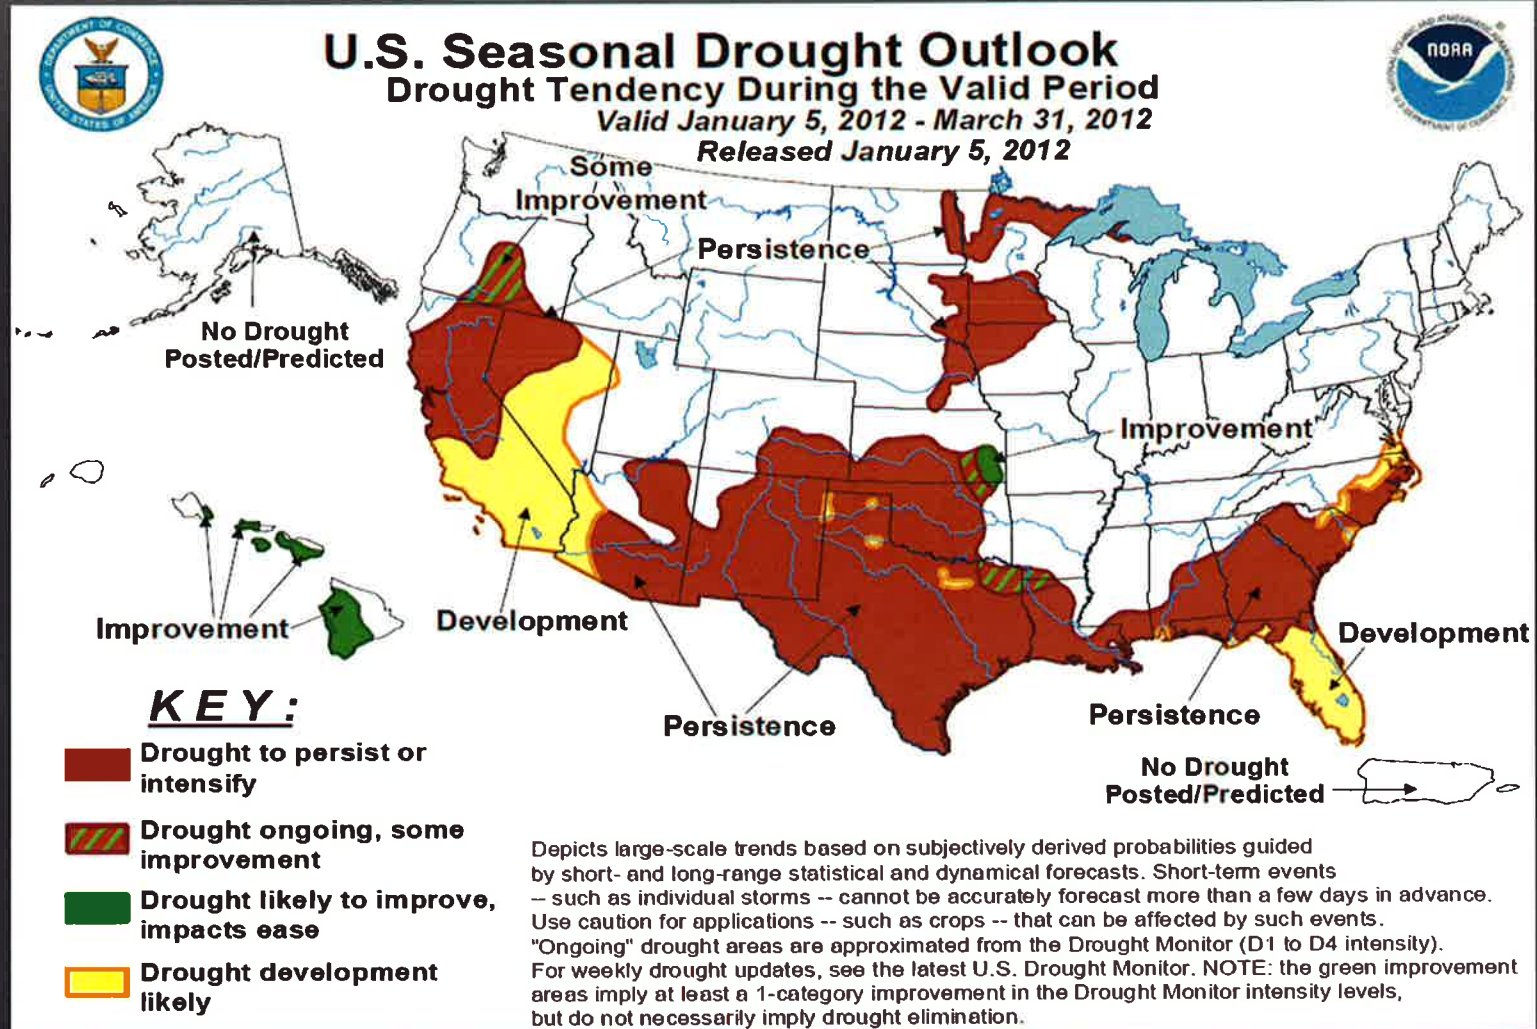 DEPARTMENT OF COMMERCE
UNITED STATES OF AMERICA
NOAA
U.S. Seasonal Drought Outlook
Drought Tendency During the Valid Period
Valid January 5, 2012 - March 31, 2012
Released January 5, 2012
Some
Improvement
Persistence
No Drought
Posted/Predicted
Improvement
Improvement
Development
Development
Persistence
Persistence
No Drought
Posted/Predicted
KEY:
Drought to persist or
intensify
Drought ongoing, some
improvement
Drought likely to improve,
impacts ease
Drought development
likely
Depicts large-scale trends based on subjectively derived probabilities guided
by short- and long-range statistical and dynamical forecasts. Short-term events
-- such as individual storms -- cannot be accurately forecast more than a few days in advance.
Use caution for applications -- such as crops -- that can be affected by such events.
"Ongoing" drought areas are approximated from the Drought Monitor (D1 to D4 intensity).
For weekly drought updates, see the latest U.S. Drought Monitor. NOTE: the green improvement
areas imply at least a 1-category improvement in the Drought Monitor intensity levels,
but do not necessarily imply drought elimination.